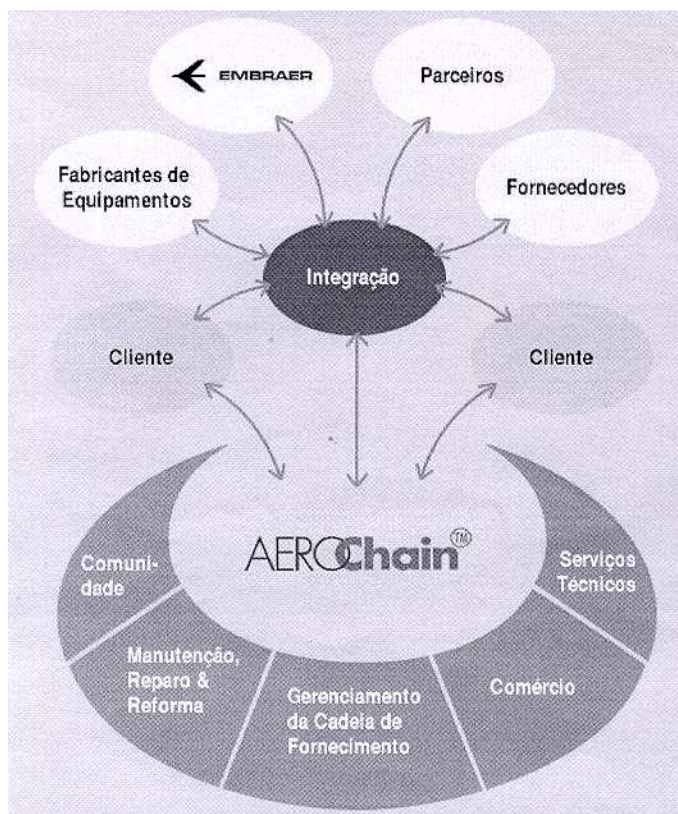 EMBRAER
Parceiros
Fabricantes de
Equipamentos
Fornecedores
Integração
Cliente
Cliente
AEROChain TM
Comuni-
dade
Serviços
Técnicos
Manutenção,
Reparo &
Reforma
Gerenciamento
da Cadeia de
Fornecimento
Comércio